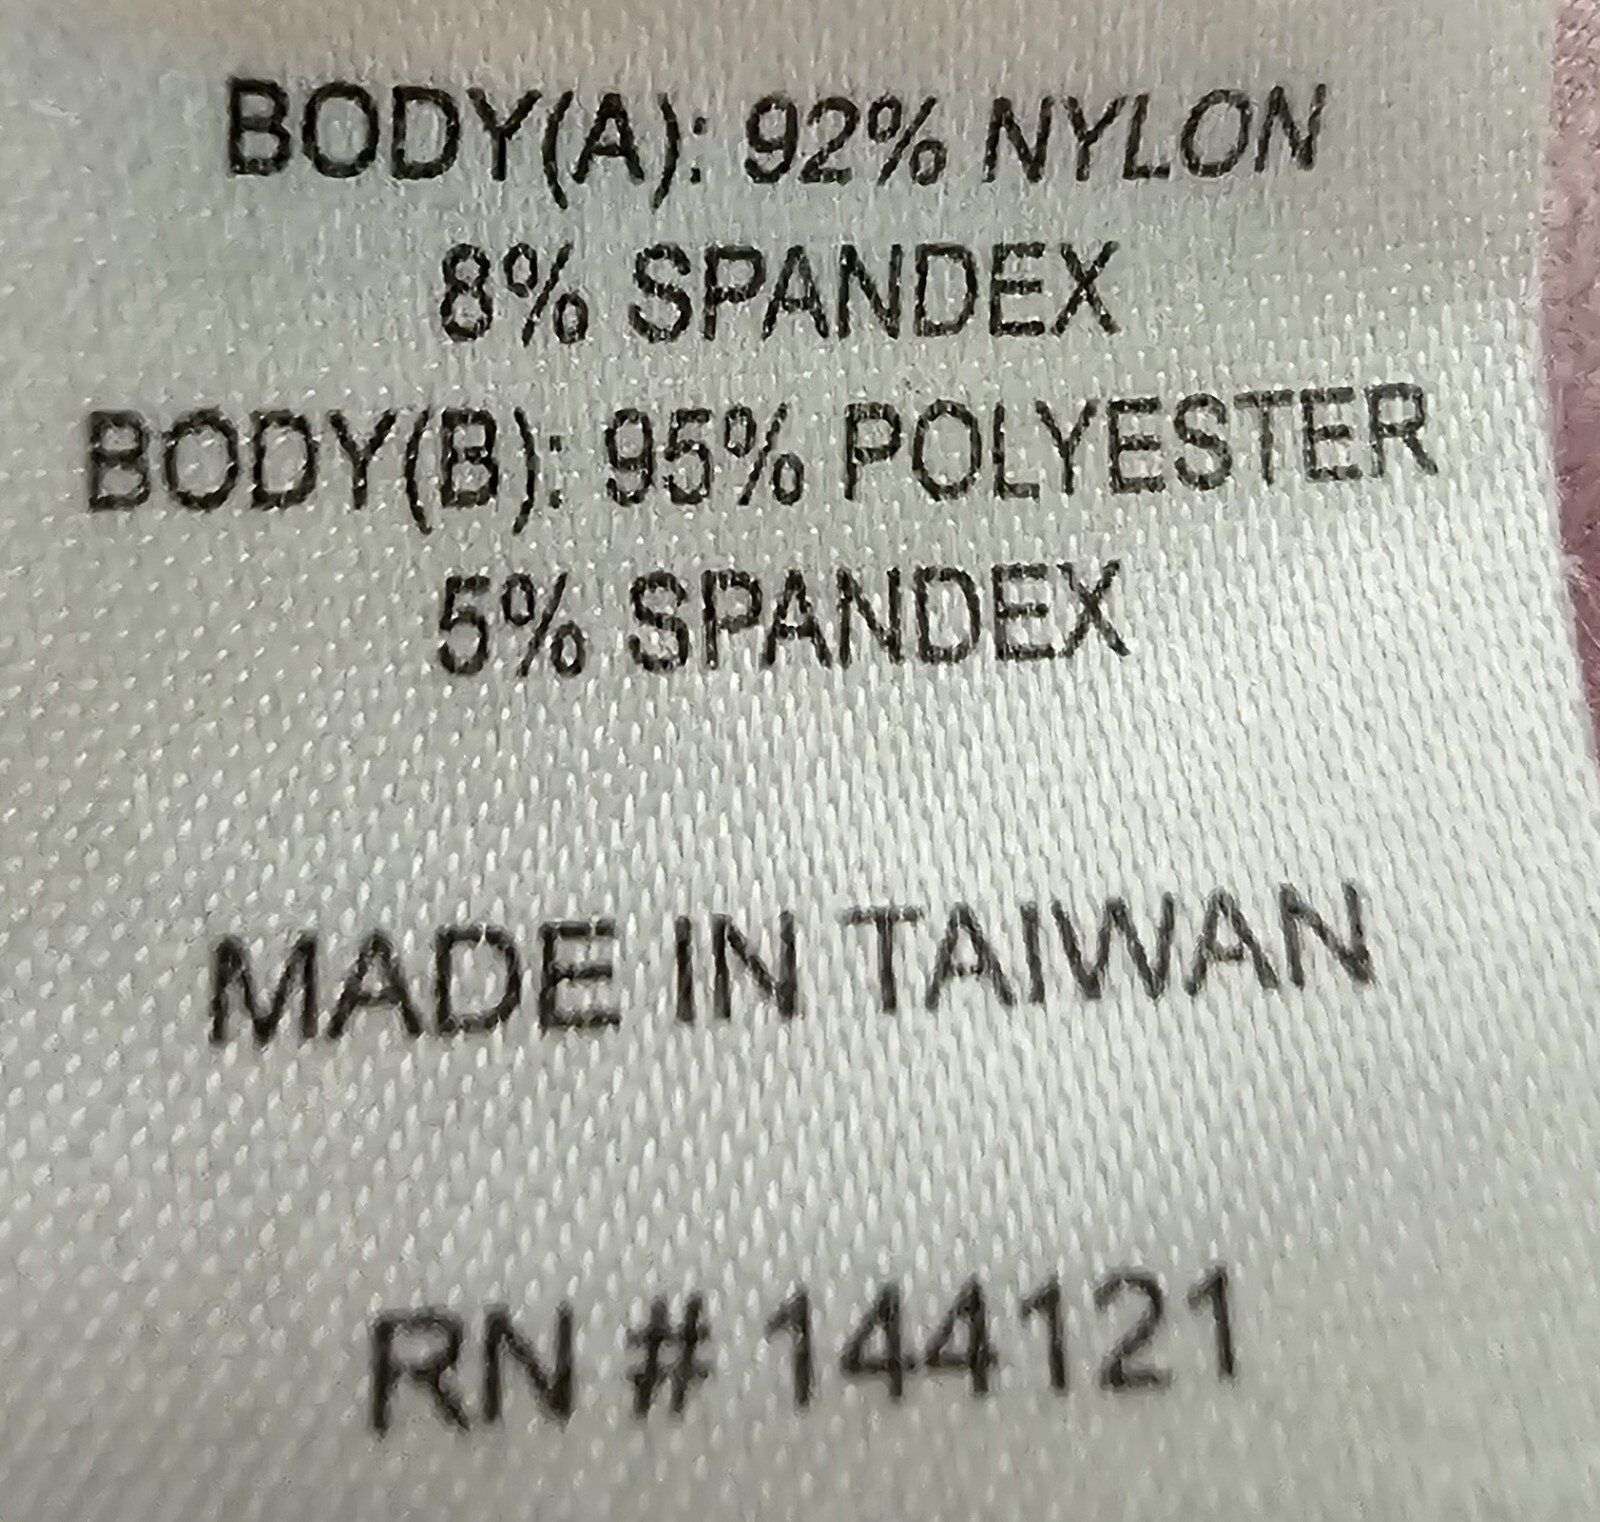 BODY(A): 92% NYLON
8% SPANDEX
BODY(B): 95% POLYESTER
5% SPANDEX
MADE IN TAIWAN
RN # 144121